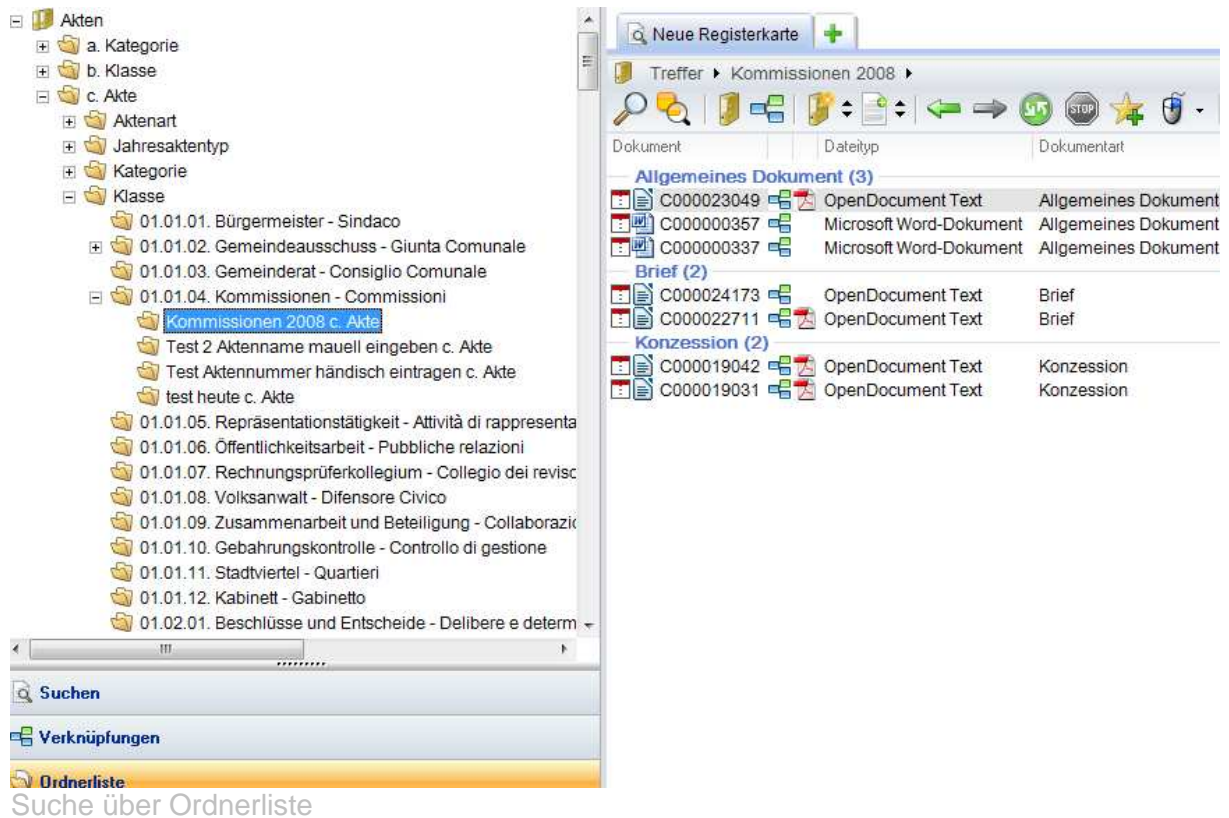 Akten
a. Kategorie
b. Klasse
c. Akte
Aktenart
Jahresaktentyp
Kategorie
Klasse
01.01.01. Bürgermeister - Sindaco
01.01.02. Gemeindeausschuss - Giunta Comunale
01.01.03. Gemeinderat - Consiglio Comunale
01.01.04. Kommissionen - Commissioni
Kommissionen 2008 c. Akte
Test 2 Aktenname mauell eingeben c. Akte
Test Aktennummer händisch eintragen c. Akte
test heute c. Akte
01.01.05. Repräsentationstätigkeit - Attività di rappresenta
01.01.06. Öffentlichkeitsarbeit - Pubbliche relazioni
01.01.07. Rechnungsprüferkollegium - Collegio dei revisc
01.01.08. Volksanwalt - Difensore Civico
01.01.09. Zusammenarbeit und Beteiligung - Collaborazio
01.01.10. Gebahrungskontrolle - Controllo di gestione
01.01.11. Stadtviertel - Quartieri
01.01.12. Kabinett - Gabinetto
01.02.01. Beschlüsse und Entscheide - Delibere e determ
Suchen
Verknüpfungen
Ordnerliste
Neue Registerkarte
Treffer Kommissionen 2008
STOP
Dokument Dateityp Dokumentart
Allgemeines Dokument (3)
C000023049 OpenDocument Text Allgemeines Dokument
C000000357 Microsoft Word-Dokument Allgemeines Dokument
C000000337 Microsoft Word-Dokument Allgemeines Dokument
Brief (2)
C000024173 OpenDocument Text Brief
C000022711 OpenDocument Text Brief
Konzession (2)
C000019042 OpenDocument Text Konzession
C000019031 OpenDocument Text Konzession
Suche über Ordnerliste